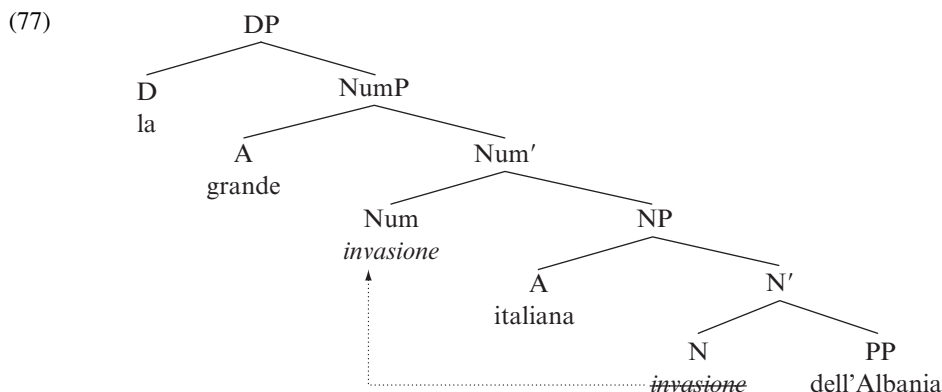 (77) DP
D NumP
la
A Num′
grande
Num NP
invasione
A N′
italiana
N PP
invasione dell'Albania